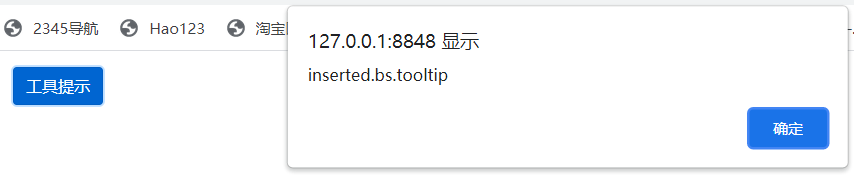 2345导航 Hao123 淘宝
127.0.0.1:8848 显示
inserted.bs.tooltip
工具提示
确定